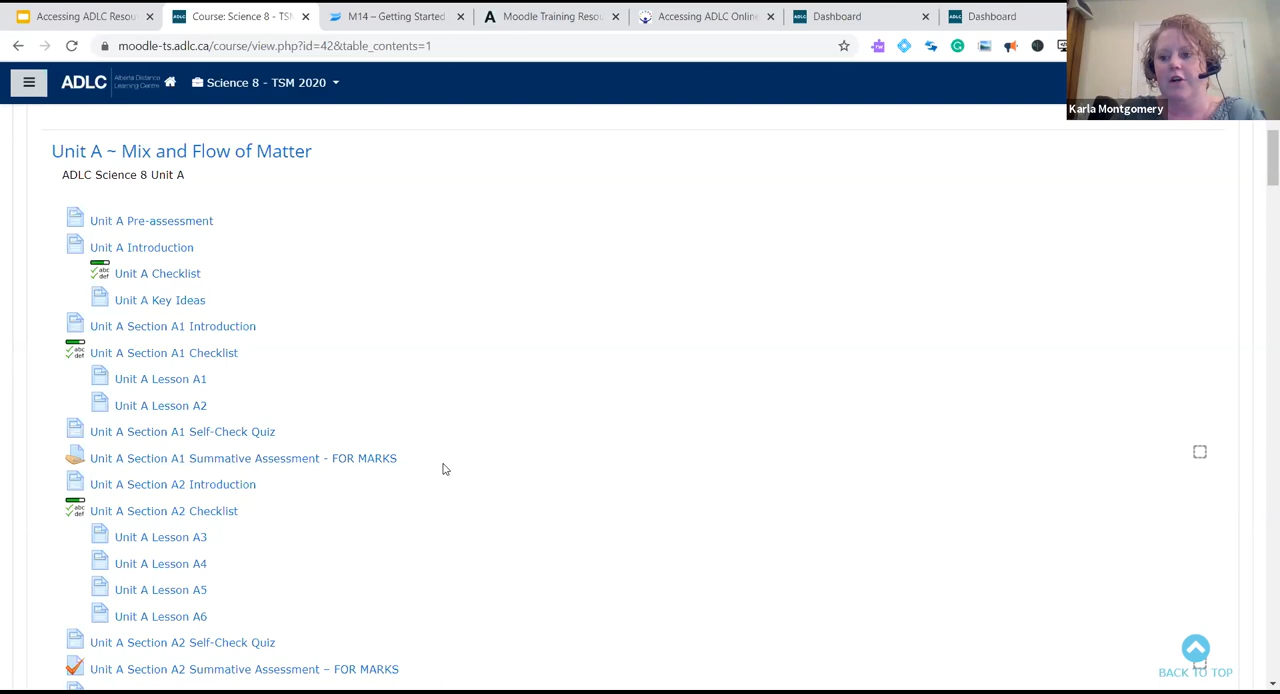 Accessing ADLC Resou
Course: Science 8 - TSM
M14 – Getting Started
Moodle Training Resou
Accessing ADLC Online
Dashboard
Dashboard
moodle-ts.adlc.ca/course/view.php?id=42&table_contents=1
Karla Montgomery
ADLC
Alberta Distance
Learning Centre
Science 8 - TSM 2020
Unit A ~ Mix and Flow of Matter
ADLC Science 8 Unit A
Unit A Pre-assessment
Unit A Introduction
Unit A Checklist
Unit A Key Ideas
Unit A Section A1 Introduction
Unit A Section A1 Checklist
Unit A Lesson A1
Unit A Lesson A2
Unit A Section A1 Self-Check Quiz
Unit A Section A1 Summative Assessment - FOR MARKS
Unit A Section A2 Introduction
Unit A Section A2 Checklist
Unit A Lesson A3
Unit A Lesson A4
Unit A Lesson A5
Unit A Lesson A6
Unit A Section A2 Self-Check Quiz
Unit A Section A2 Summative Assessment – FOR MARKS
BACK TO TOP